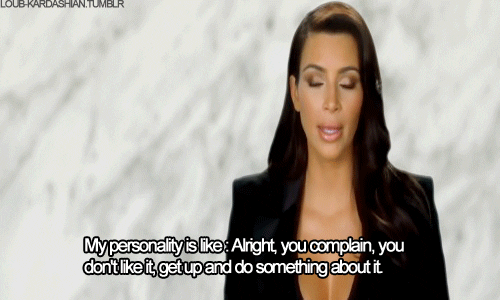 LOUB-KARDASHIAN.TUMBLR
My personality is like : Alright, you complain, you
don't like it, get up and do something about it.